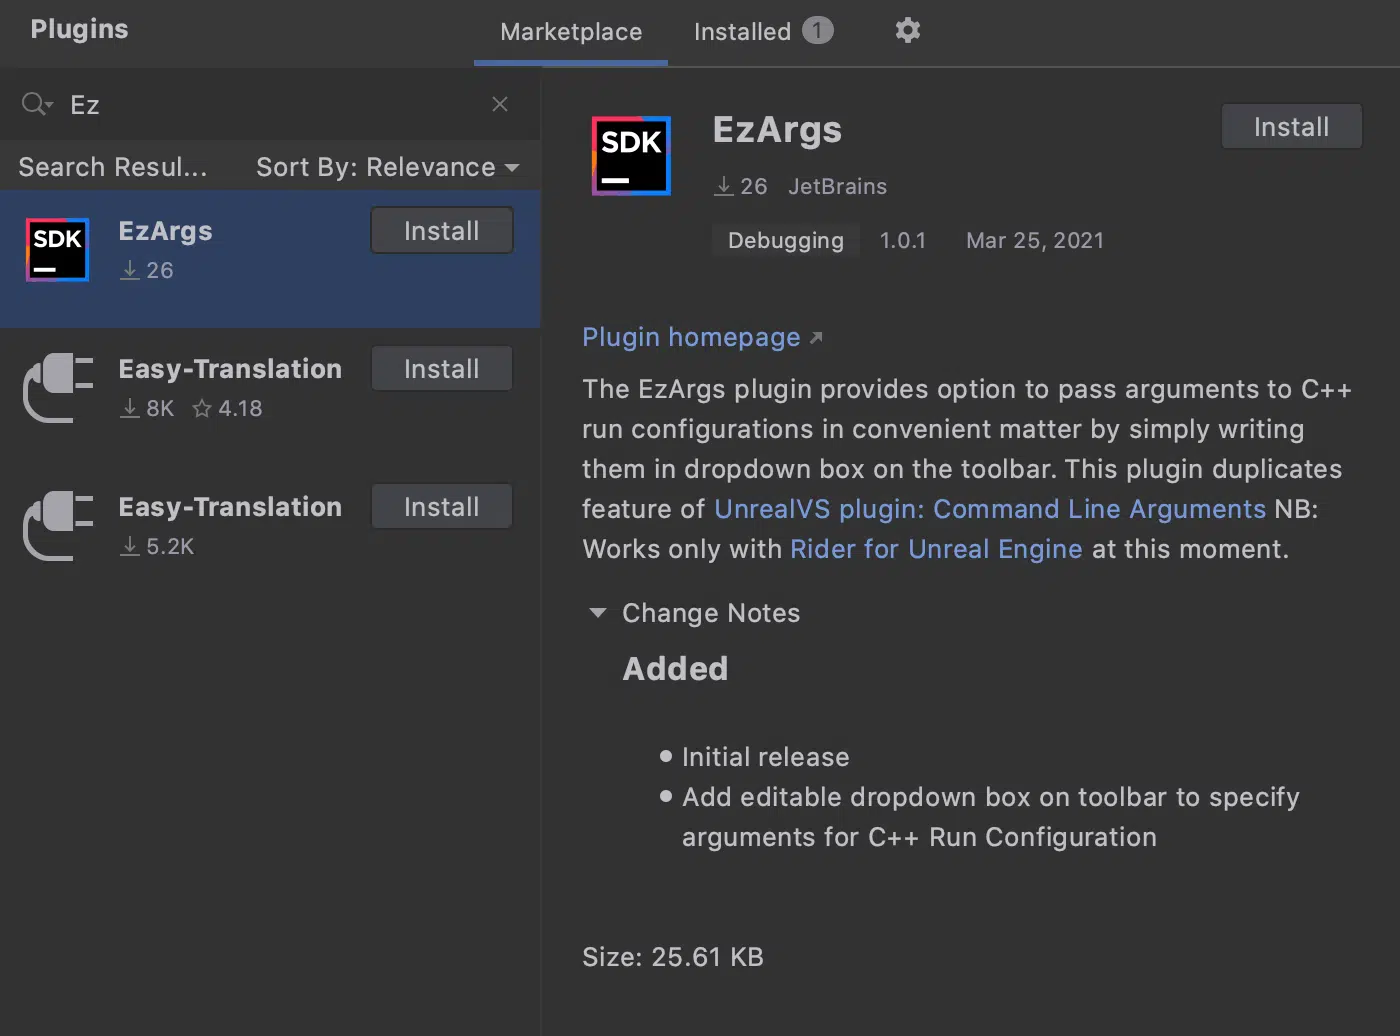 Plugins
Marketplace
Installed 1
Ez
Search Resul...
Sort By: Relevance
SDK
EzArgs
Install
26
Easy-Translation
Install
8K 4.18
Easy-Translation
Install
5.2K
SDK
EzArgs
Install
26 JetBrains
Debugging 1.0.1 Mar 25, 2021
Plugin homepage
The EzArgs plugin provides option to pass arguments to C++
run configurations in convenient matter by simply writing
them in dropdown box on the toolbar. This plugin duplicates
feature of UnrealVS plugin: Command Line Arguments NB:
Works only with Rider for Unreal Engine at this moment.
Change Notes
Added
Initial release
Add editable dropdown box on toolbar to specify
arguments for C++ Run Configuration
Size: 25.61 KB